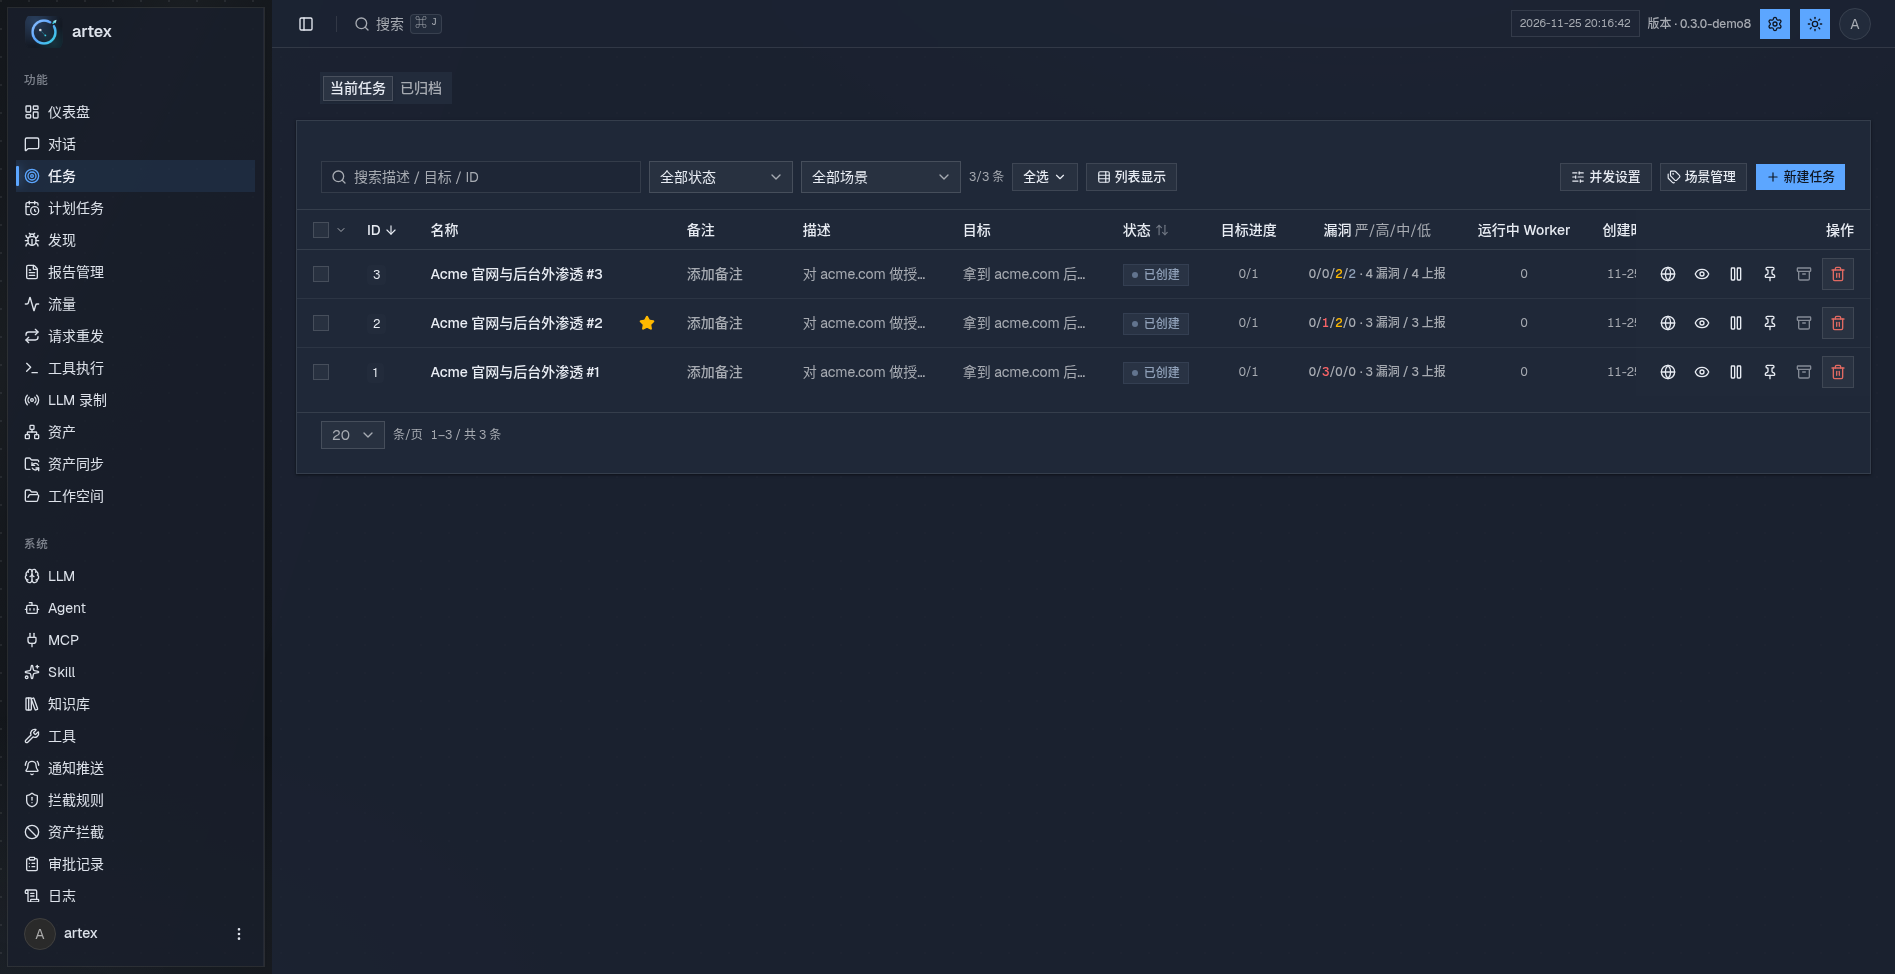 artex
搜索 ⌘ J
2026-11-25 20:16:42 版本 · 0.3.0-demo8 A
功能
仪表盘
对话
任务
计划任务
发现
报告管理
流量
请求重发
工具执行
LLM 录制
资产
资产同步
工作空间
系统
LLM
Agent
MCP
Skill
知识库
工具
通知推送
拦截规则
资产拦截
审批记录
日志
A artex
当前任务 已归档
搜索描述 / 目标 / ID 全部状态 全部场景 3/3 条 全选 列表显示 并发设置 场景管理 + 新建任务
ID 名称 备注 描述 目标 状态 目标进度 漏洞 严/高/中/低 运行中 Worker 创建 操作
3 Acme 官网与后台外渗透 #3 添加备注 对 acme.com 做授... 拿到 acme.com 后... 已创建 0/1 0/0/2/2 · 4 漏洞 / 4 上报 0 11-25
2 Acme 官网与后台外渗透 #2 添加备注 对 acme.com 做授... 拿到 acme.com 后... 已创建 0/1 0/1/2/0 · 3 漏洞 / 3 上报 0 11-25
1 Acme 官网与后台外渗透 #1 添加备注 对 acme.com 做授... 拿到 acme.com 后... 已创建 0/1 0/3/0/0 · 3 漏洞 / 3 上报 0 11-25
20 条/页 1–3 / 共 3 条